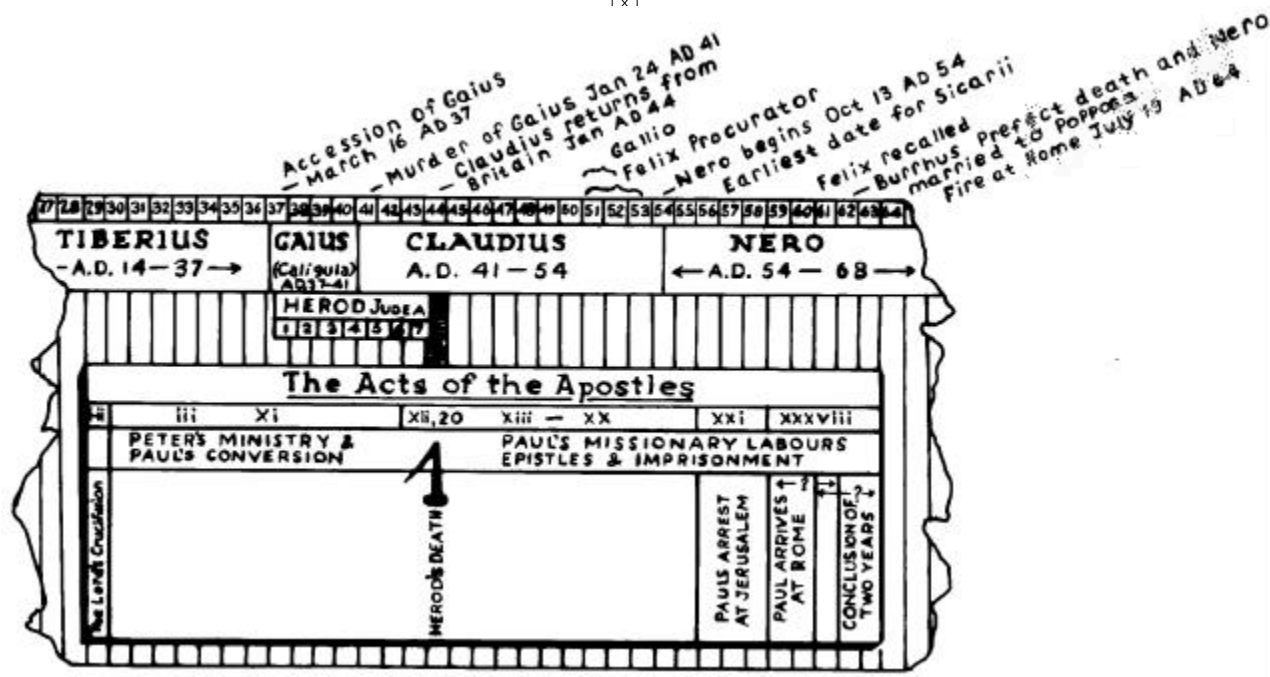 Accession of Gaius
March 16 AD 37
Murder of Gaius Jan 24 AD 41
Claudius returns from
Britain Jan AD 44
Gallio
Felix Procurator
Nero begins Oct 13 AD 54
Earliest date for Sicarii
Felix recalled
Burrhus Prefect death and Nero
married to Poppoea
Fire at Rome July 19 AD 64
27 28 29 30 31 32 33 34 35 36 37 38 39 40 41 42 43 44 45 46 47 48 49 50 51 52 53 54 55 56 57 58 59 60 61 62 63 64
TIBERIUS
A.D. 14—37
GAIUS
(Caligula)
AD37-41
CLAUDIUS
A.D. 41—54
NERO
A.D. 54—68
HEROD JUDEA
1 2 3 4 5 6 7
The Acts of the Apostles
iii xi xii,20 xiii — xx xxi xxxviii
PETER'S MINISTRY &
PAUL'S CONVERSION
PAUL'S MISSIONARY LABOURS
EPISTLES & IMPRISONMENT
The Lord's Crucifixion
HEROD'S DEATH
PAULS ARREST
AT JERUSALEM
? 
PAUL ARRIVES
AT ROME
?
CONCLUSION OF
TWO YEARS